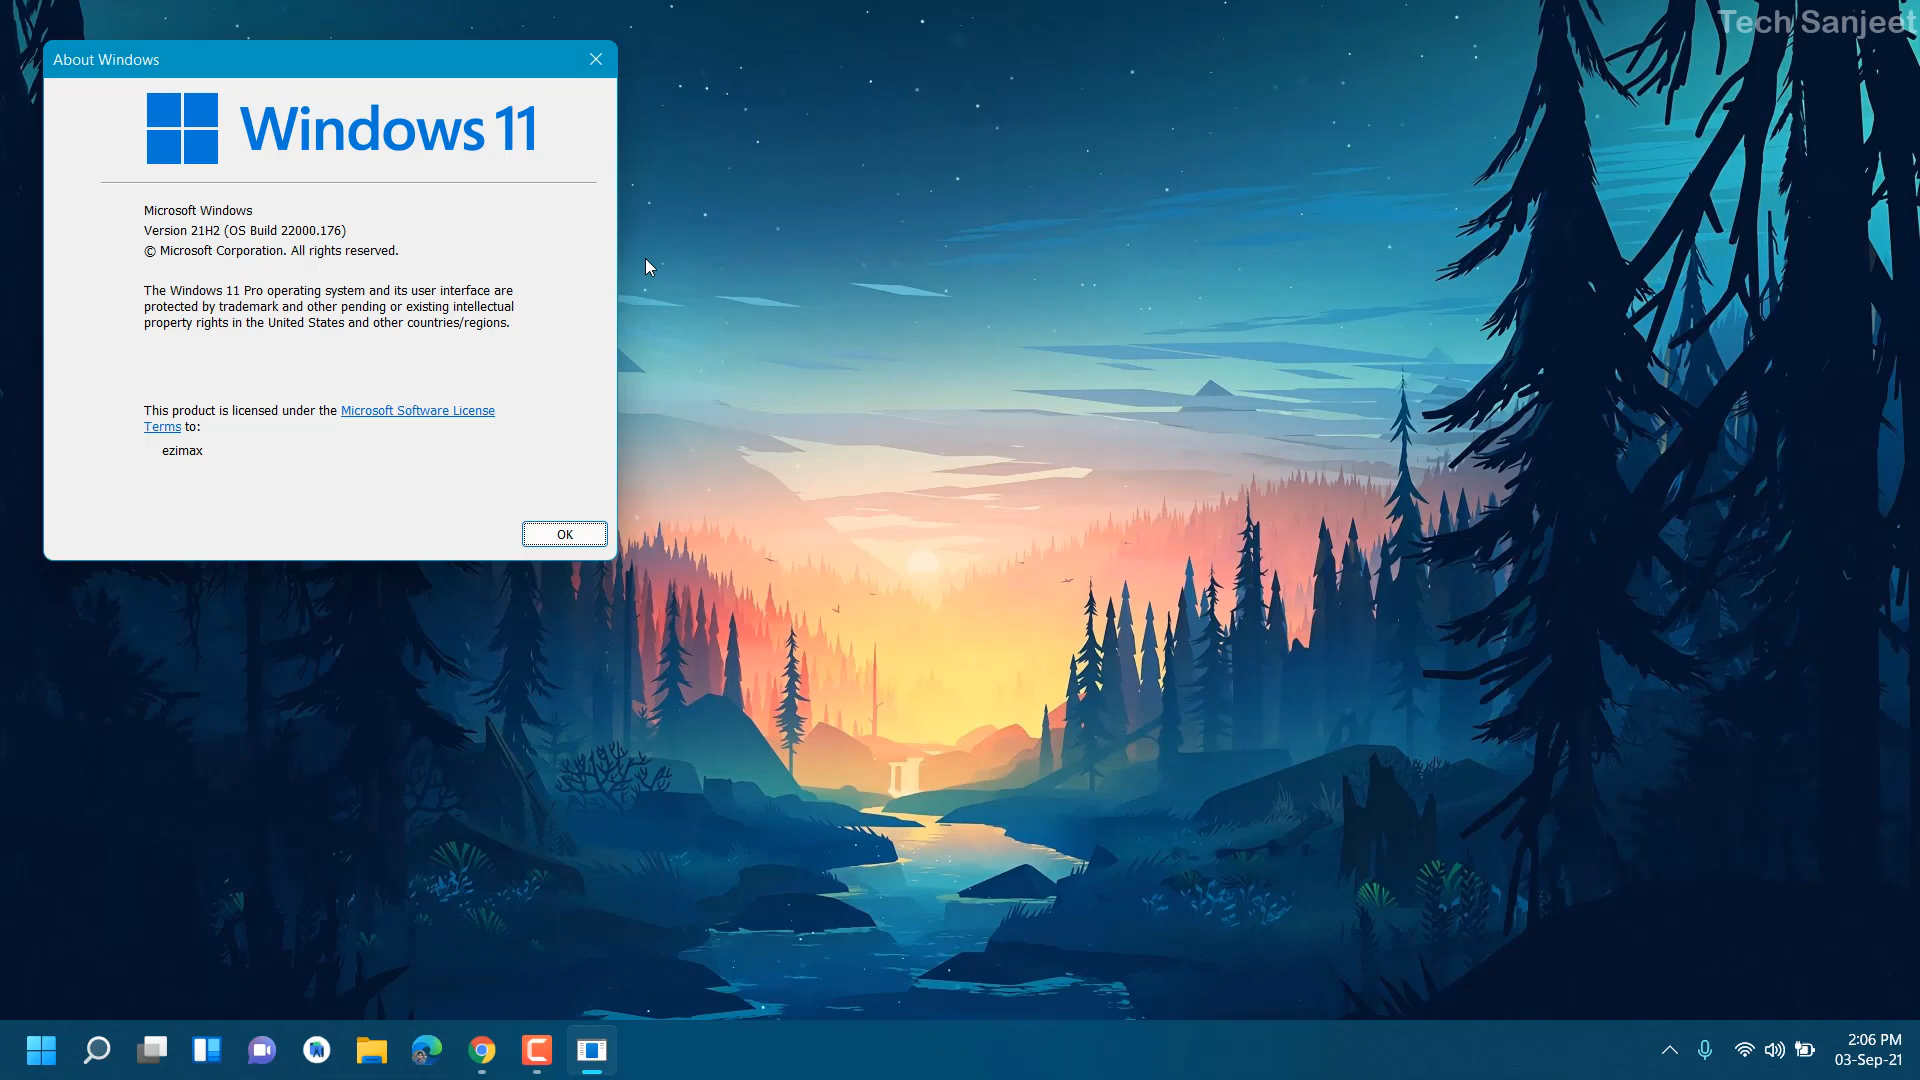 Tech Sanjeet
About Windows
Windows 11
Microsoft Windows
Version 21H2 (OS Build 22000.176)
© Microsoft Corporation. All rights reserved.
The Windows 11 Pro operating system and its user interface are
protected by trademark and other pending or existing intellectual
property rights in the United States and other countries/regions.
This product is licensed under the Microsoft Software License
Terms to:
ezimax
OK
2:06 PM
03-Sep-21